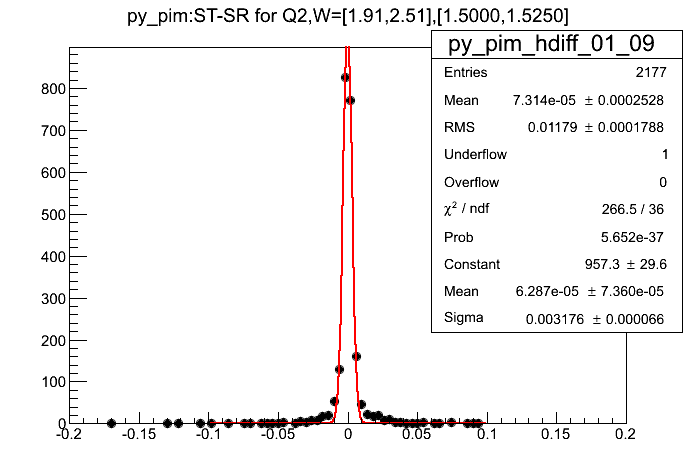 py_pim:ST-SR for Q2,W=[1.91,2.51],[1.5000,1.5250]
py_pim_hdiff_01_09
Entries 2177
Mean 7.314e-05 ± 0.0002528
RMS 0.01179 ± 0.0001788
Underflow 1
Overflow 0
χ² / ndf 266.5 / 36
Prob 5.652e-37
Constant 957.3 ± 29.6
Mean 6.287e-05 ± 7.360e-05
Sigma 0.003176 ± 0.000066
800
700
600
500
400
300
200
100
0
-0.2 -0.15 -0.1 -0.05 0 0.05 0.1 0.15 0.2